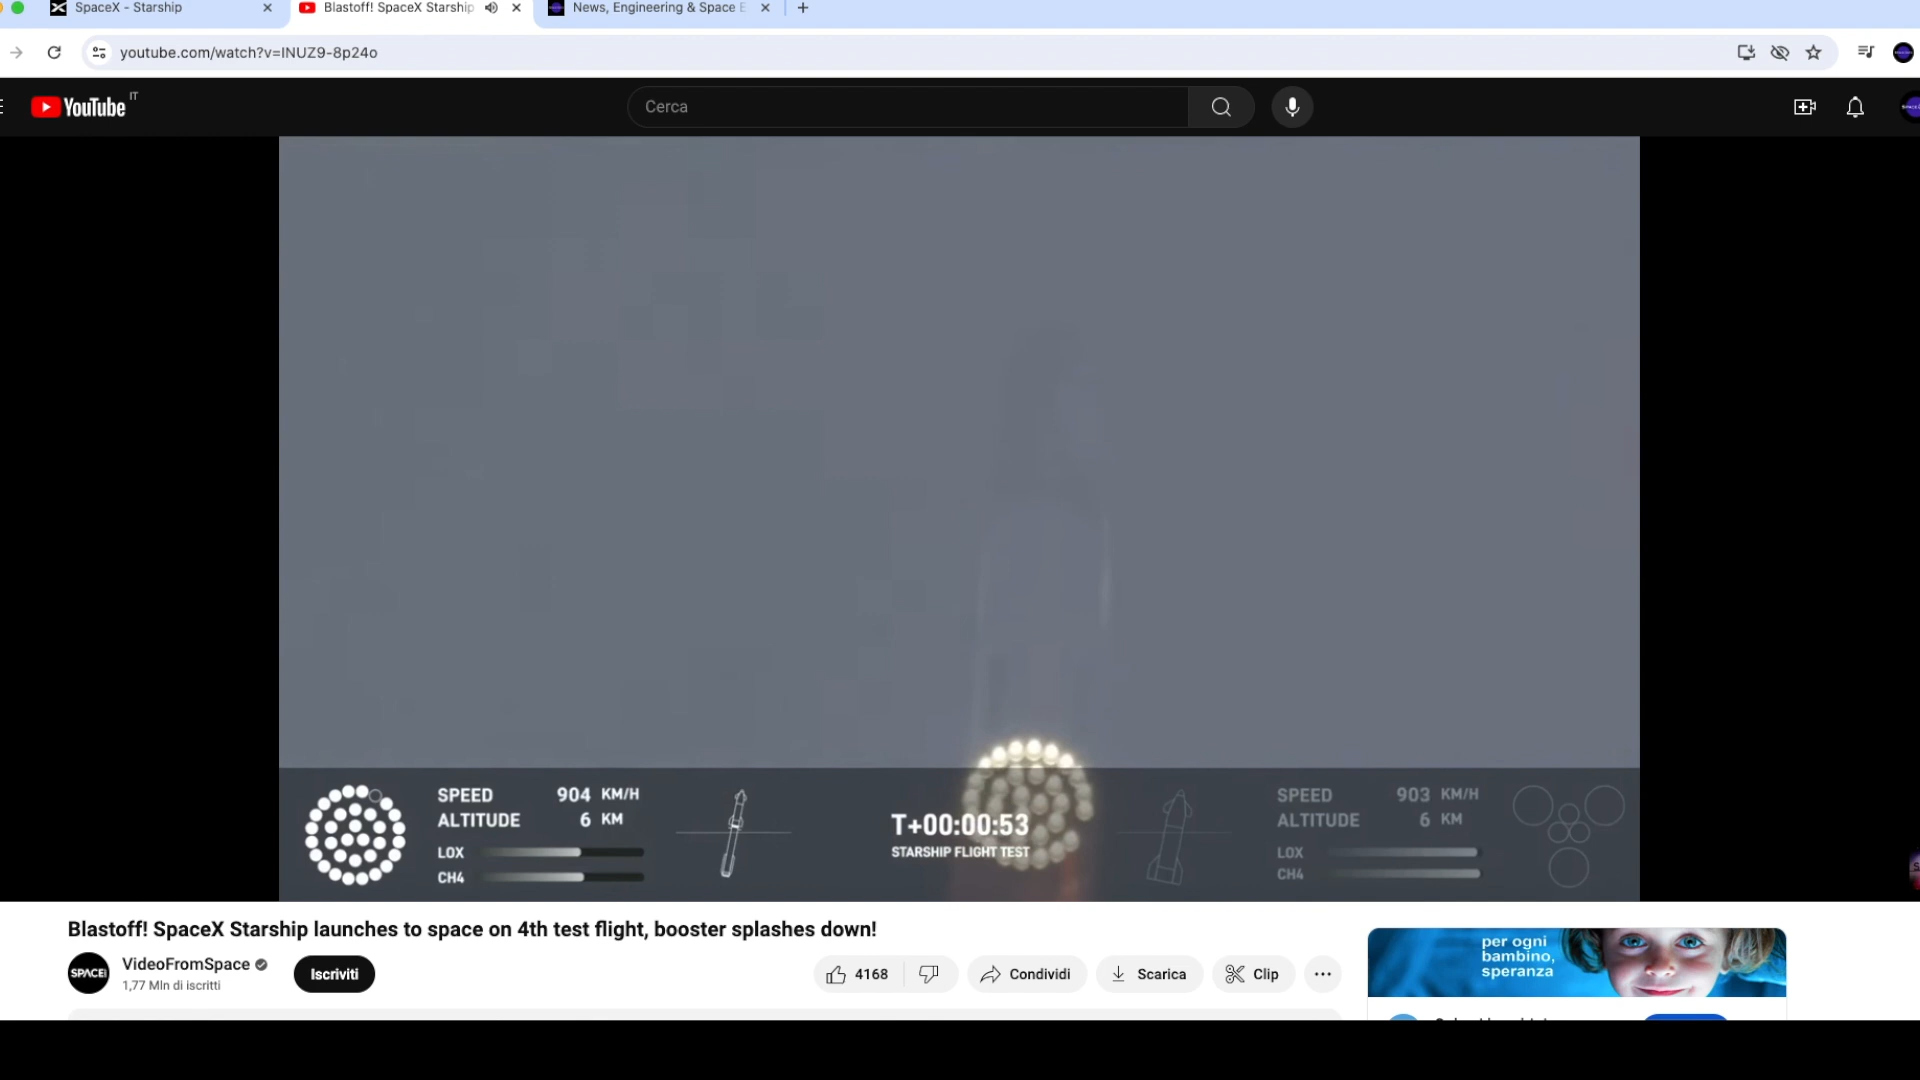 SpaceX - Starship
Blastoff! SpaceX Starship
News, Engineering & Space E
youtube.com/watch?v=INUZ9-8p24o
YouTube IT
Cerca
SPEED 904 KM/H
ALTITUDE 6 KM
LOX
CH4
T+00:00:53
STARSHIP FLIGHT TEST
SPEED 903 KM/H
ALTITUDE 6 KM
LOX
CH4
Blastoff! SpaceX Starship launches to space on 4th test flight, booster splashes down!
SPACE
VideoFromSpace
1,77 Mln di iscritti
Iscriviti
4168
Condividi
Scarica
Clip
per ogni
bambino,
speranza